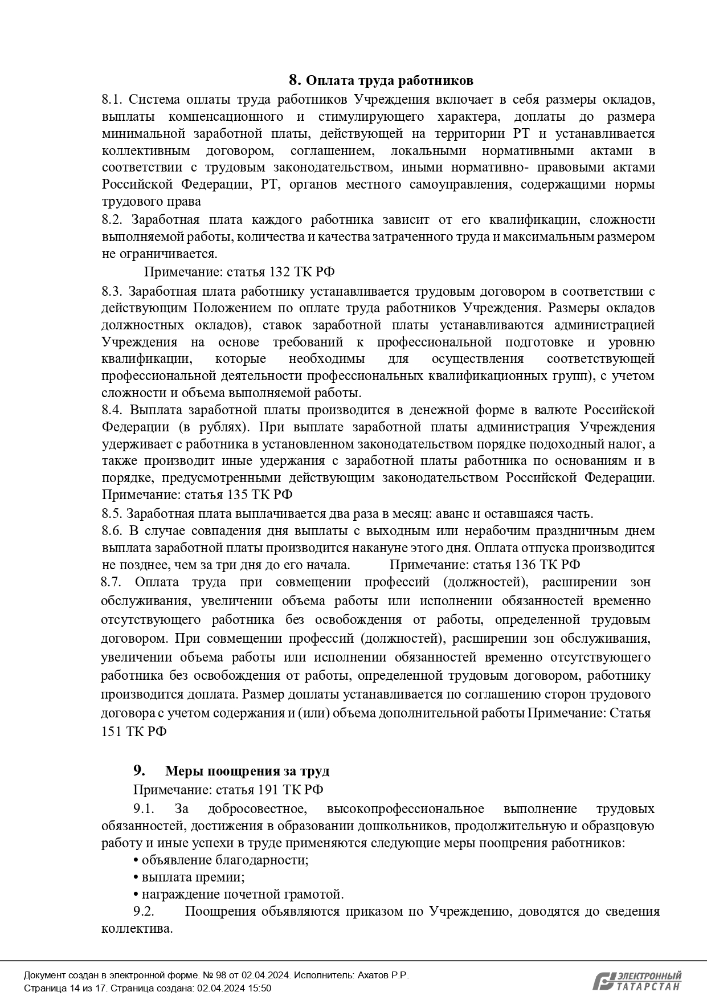 8. Оплата труда работников
8.1. Система оплаты труда работников Учреждения включает в себя размеры окладов,
выплаты компенсационного и стимулирующего характера, доплаты до размера
минимальной заработной платы, действующей на территории РТ и устанавливается
коллективным договором, соглашением, локальными нормативными актами в
соответствии с трудовым законодательством, иными нормативно- правовыми актами
Российской Федерации, РТ, органов местного самоуправления, содержащими нормы
трудового права
8.2. Заработная плата каждого работника зависит от его квалификации, сложности
выполняемой работы, количества и качества затраченного труда и максимальным размером
не ограничивается.
Примечание: статья 132 ТК РФ
8.3. Заработная плата работнику устанавливается трудовым договором в соответствии с
действующим Положением по оплате труда работников Учреждения. Размеры окладов
должностных окладов), ставок заработной платы устанавливаются администрацией
Учреждения на основе требований к профессиональной подготовке и уровню
квалификации, которые необходимы для осуществления соответствующей
профессиональной деятельности профессиональных квалификационных групп), с учетом
сложности и объема выполняемой работы.
8.4. Выплата заработной платы производится в денежной форме в валюте Российской
Федерации (в рублях). При выплате заработной платы администрация Учреждения
удерживает с работника в установленном законодательством порядке подоходный налог, а
также производит иные удержания с заработной платы работника по основаниям и в
порядке, предусмотренными действующим законодательством Российской Федерации.
Примечание: статья 135 ТК РФ
8.5. Заработная плата выплачивается два раза в месяц: аванс и оставшаяся часть.
8.6. В случае совпадения дня выплаты с выходным или нерабочим праздничным днем
выплата заработной платы производится накануне этого дня. Оплата отпуска производится
не позднее, чем за три дня до его начала. Примечание: статья 136 ТК РФ
8.7. Оплата труда при совмещении профессий (должностей), расширении зон
обслуживания, увеличении объема работы или исполнении обязанностей временно
отсутствующего работника без освобождения от работы, определенной трудовым
договором. При совмещении профессий (должностей), расширении зон обслуживания,
увеличении объема работы или исполнении обязанностей временно отсутствующего
работника без освобождения от работы, определенной трудовым договором, работнику
производится доплата. Размер доплаты устанавливается по соглашению сторон трудового
договора с учетом содержания и (или) объема дополнительной работы Примечание: Статья
151 ТК РФ
9. Меры поощрения за труд
Примечание: статья 191 ТК РФ
9.1. За добросовестное, высокопрофессиональное выполнение трудовых
обязанностей, достижения в образовании дошкольников, продолжительную и образцовую
работу и иные успехи в труде применяются следующие меры поощрения работников:
• объявление благодарности;
• выплата премии;
• награждение почетной грамотой.
9.2. Поощрения объявляются приказом по Учреждению, доводятся до сведения
коллектива.
Документ создан в электронной форме. № 98 от 02.04.2024. Исполнитель: Ахатов Р.Р.
Страница 14 из 17. Страница создана: 02.04.2024 15:50
ЭЛЕКТРОННЫЙ
ТАТАРСТАН